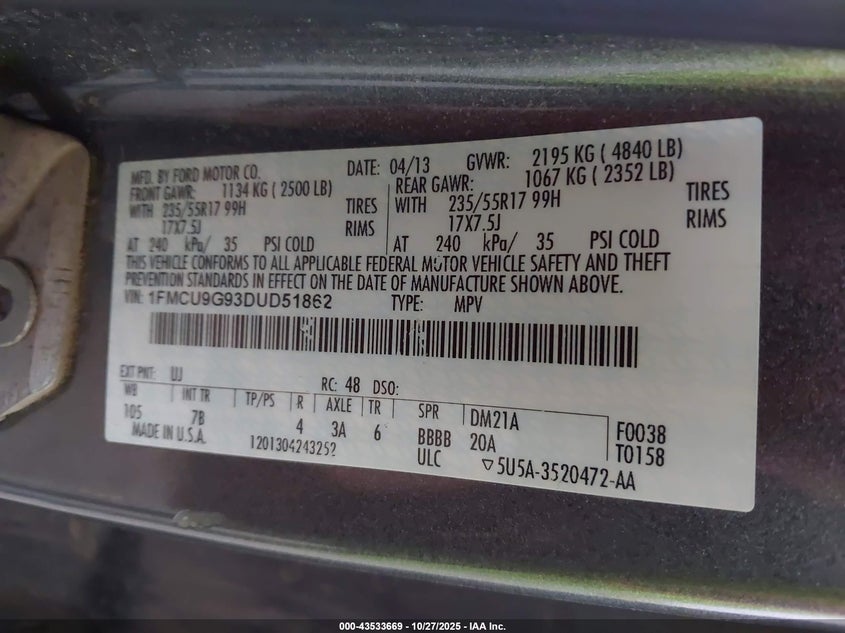 MFD. BY FORD MOTOR CO. DATE: 04/13 GVWR: 2195 KG ( 4840 LB)
FRONT GAWR: 1134 KG ( 2500 LB) REAR GAWR: 1067 KG ( 2352 LB)
WITH 235/55R17 99H TIRES WITH 235/55R17 99H TIRES
17X7.5J RIMS 17X7.5J RIMS
AT 240 kPa/ 35 PSI COLD AT 240 kPa/ 35 PSI COLD
THIS VEHICLE CONFORMS TO ALL APPLICABLE FEDERAL MOTOR VEHICLE SAFETY AND THEFT
PREVENTION STANDARDS IN EFFECT ON THE DATE OF MANUFACTURE SHOWN ABOVE.
VIN: 1FMCU9G93DUD51862 TYPE: MPV
EXT PNT: UJ RC: 48 DSO:
WB INT TR TP/PS R AXLE TR SPR DM21A F0038
105 7B 4 3A 6 BBBB 20A T0158
MADE IN U.S.A. 1201304243252 ULC ▽5U5A-3520472-AA
000-43533669 | 10/27/2025 - IAA Inc.